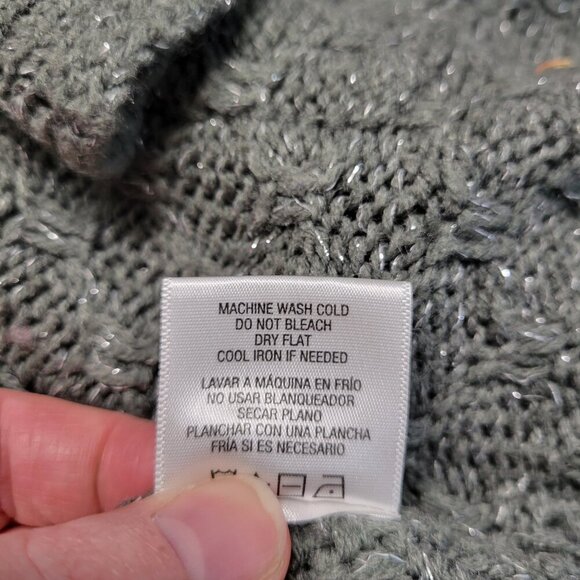 MACHINE WASH COLD
DO NOT BLEACH
DRY FLAT
COOL IRON IF NEEDED
LAVAR A MÁQUINA EN FRÍO
NO USAR BLANQUEADOR
SECAR PLANO
PLANCHAR CON UNA PLANCHA
FRÍA SI ES NECESARIO